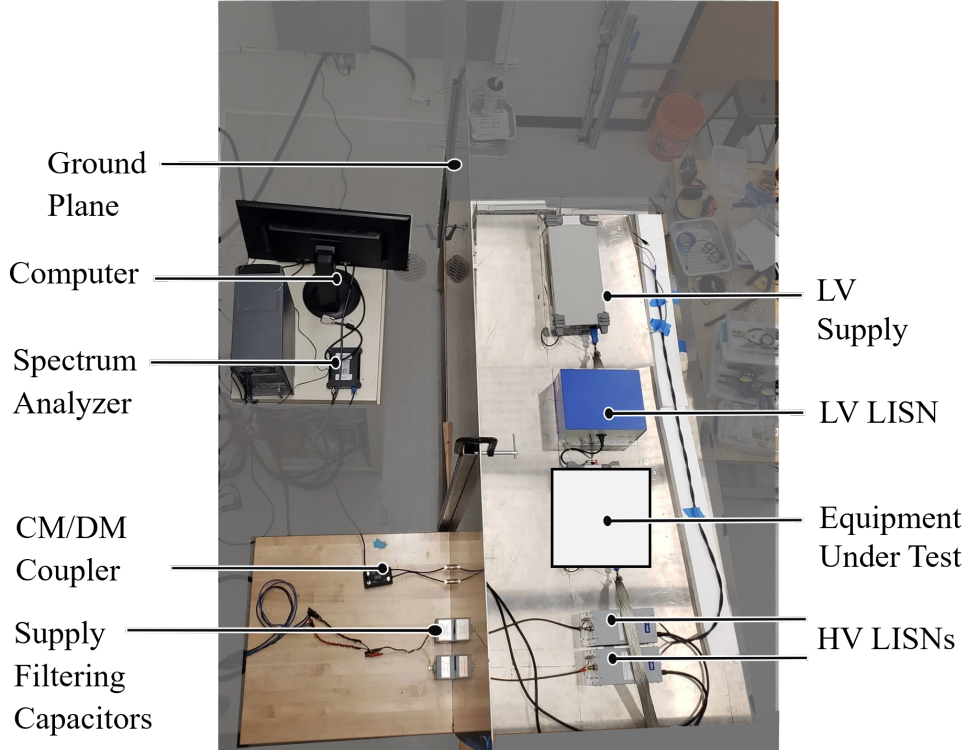 Ground
Plane
Computer
Spectrum
Analyzer
CM/DM
Coupler
Supply
Filtering
Capacitors
LV
Supply
LV LISN
Equipment
Under Test
HV LISNs